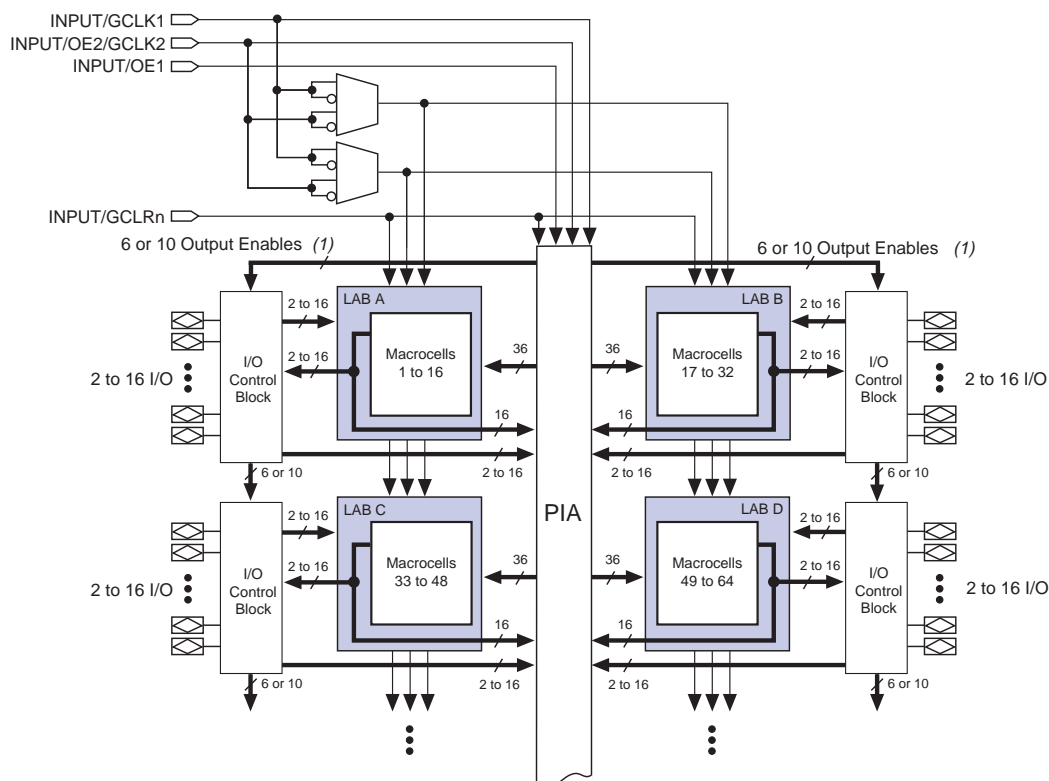 INPUT/GCLK1
INPUT/OE2/GCLK2
INPUT/OE1
INPUT/GCLRn
6 or 10 Output Enables (1)
6 or 10 Output Enables (1)
LAB A
LAB B
2 to 16
2 to 16
36
36
Macrocells
1 to 16
Macrocells
17 to 32
2 to 16
2 to 16
I/O
Control
Block
I/O
Control
Block
2 to 16 I/O
2 to 16 I/O
16
16
2 to 16
2 to 16
6 or 10
6 or 10
PIA
LAB C
LAB D
2 to 16
2 to 16
36
36
Macrocells
33 to 48
Macrocells
49 to 64
2 to 16
2 to 16
I/O
Control
Block
I/O
Control
Block
2 to 16 I/O
2 to 16 I/O
16
16
2 to 16
2 to 16
6 or 10
6 or 10